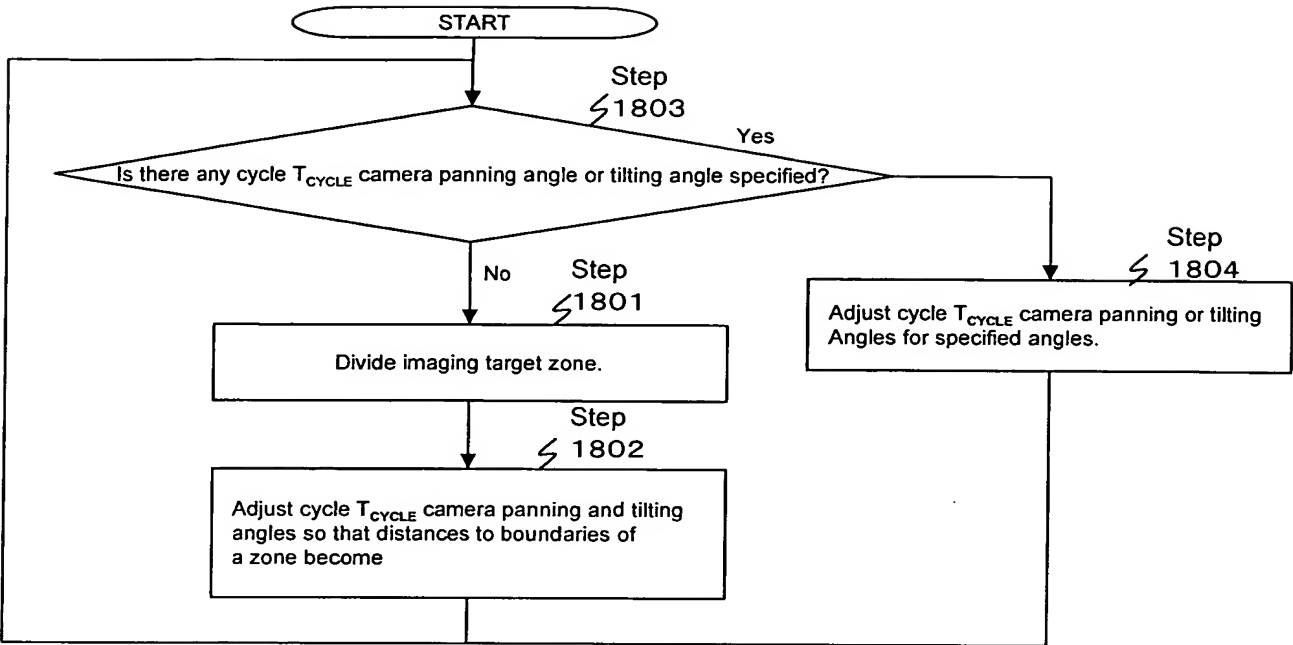 START
Step
1803
Yes
Is there any cycle TCYCLE camera panning angle or tilting angle specified?
No
Step
1801
Divide imaging target zone.
Step
1802
Adjust cycle TCYCLE camera panning and tilting
angles so that distances to boundaries of
a zone become
Step
1804
Adjust cycle TCYCLE camera panning or tilting
Angles for specified angles.